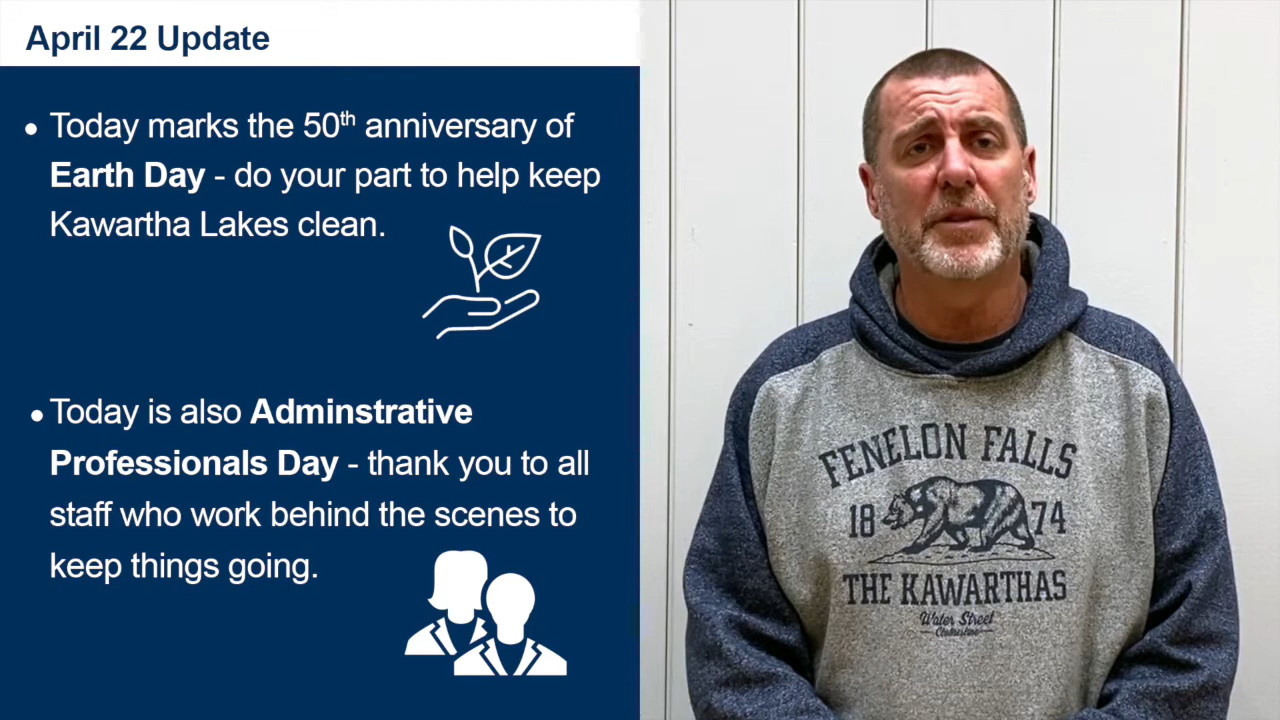 April 22 Update
• Today marks the 50th anniversary of
Earth Day - do your part to help keep
Kawartha Lakes clean.
• Today is also Adminstrative
Professionals Day - thank you to all
staff who work behind the scenes to
keep things going.
FENELON FALLS
18 74
THE KAWARTHAS
Water Street
Clothesline